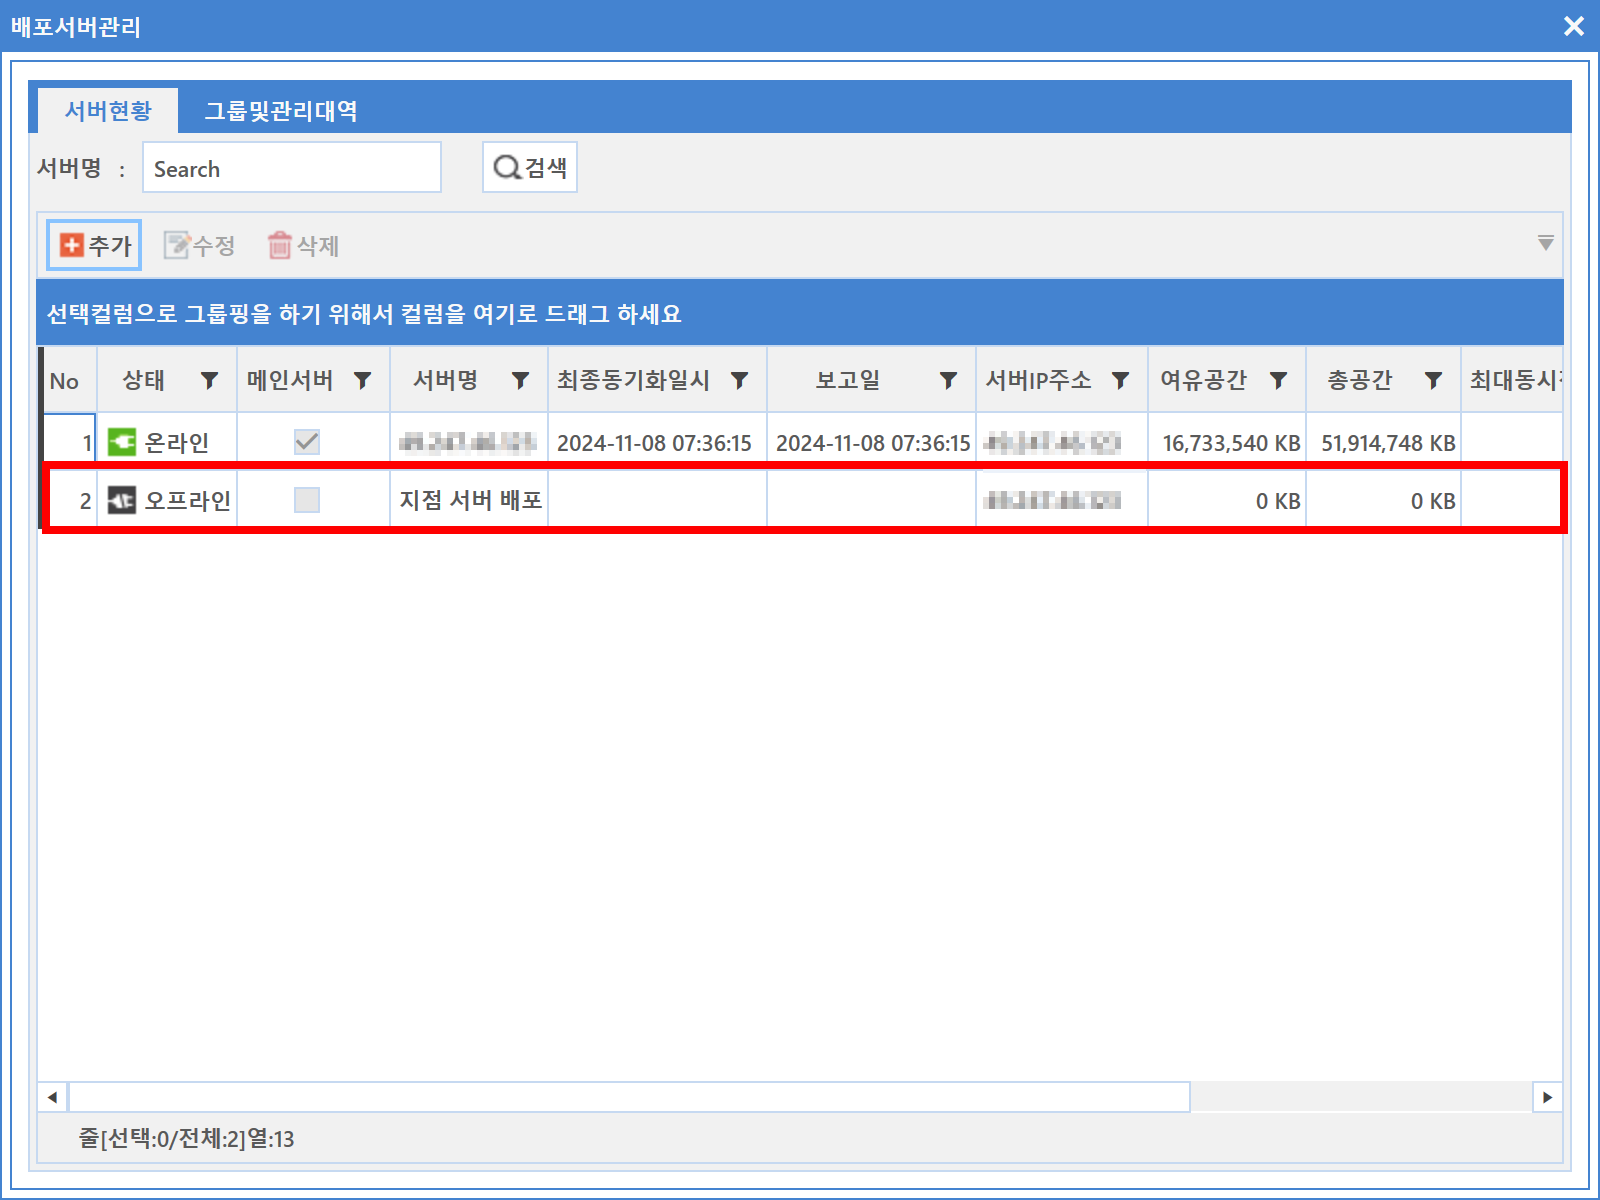 배포서버관리
서버현황 그룹및관리대역
서버명 : Search 검색
추가 수정 삭제
선택컬럼으로 그룹핑을 하기 위해서 컬럼을 여기로 드래그 하세요
No 상태 메인서버 서버명 최종동기화일시 보고일 서버IP주소 여유공간 총공간 최대동시
1 온라인 2024-11-08 07:36:15 2024-11-08 07:36:15 16,733,540 KB 51,914,748 KB
2 오프라인 지점 서버 배포 0 KB 0 KB
줄[선택:0/전체:2]열:13